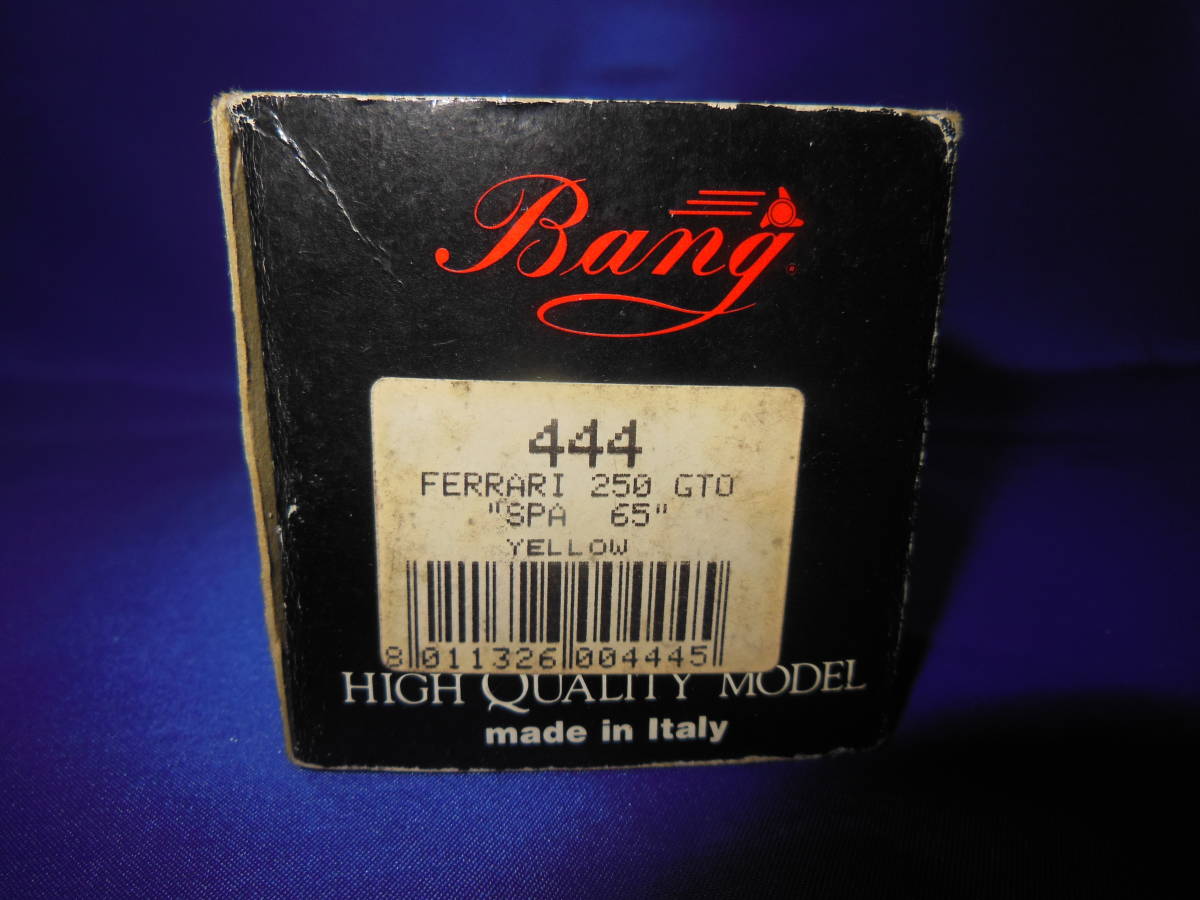 Bang
444
FERRARI 250 GTO
"SPA 65"
YELLOW
8 011326 004445
HIGH QUALITY MODEL
made in Italy